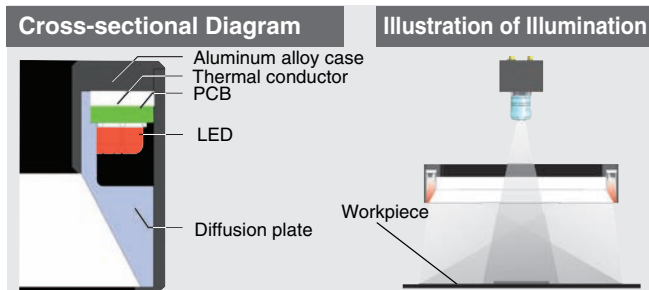 Cross-sectional Diagram
Illustration of Illumination
Aluminum alloy case
Thermal conductor
PCB
LED
Diffusion plate
Workpiece